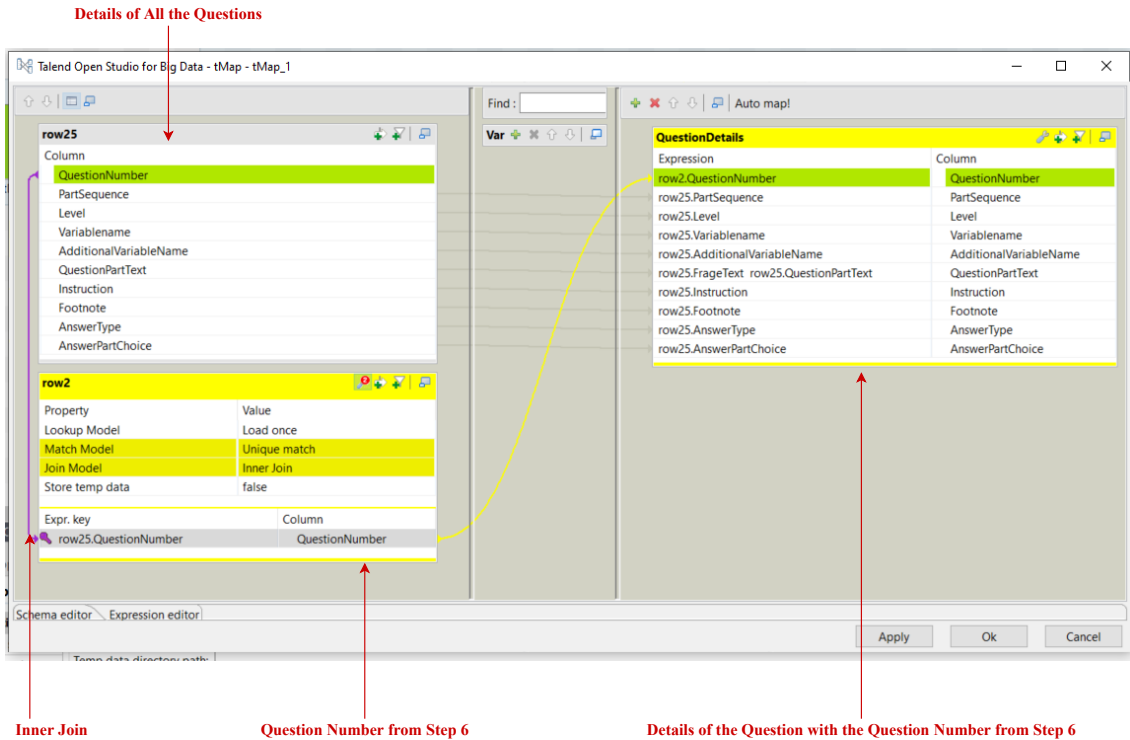 Details of All the Questions
Talend Open Studio for Big Data - tMap - tMap_1
Find :
Auto map!
row25
Column
QuestionNumber
PartSequence
Level
Variablename
AdditionalVariableName
QuestionPartText
Instruction
Footnote
AnswerType
AnswerPartChoice
row2
Property Value
Lookup Model Load once
Match Model Unique match
Join Model Inner Join
Store temp data false
Expr. key Column
row25.QuestionNumber QuestionNumber
Var
QuestionDetails
Expression Column
row2.QuestionNumber QuestionNumber
row25.PartSequence PartSequence
row25.Level Level
row25.Variablename Variablename
row25.AdditionalVariableName AdditionalVariableName
row25.FrageText row25.QuestionPartText QuestionPartText
row25.Instruction Instruction
row25.Footnote Footnote
row25.AnswerType AnswerType
row25.AnswerPartChoice AnswerPartChoice
Schema editor Expression editor
Apply Ok Cancel
Temp data directory path:
Inner Join
Question Number from Step 6
Details of the Question with the Question Number from Step 6